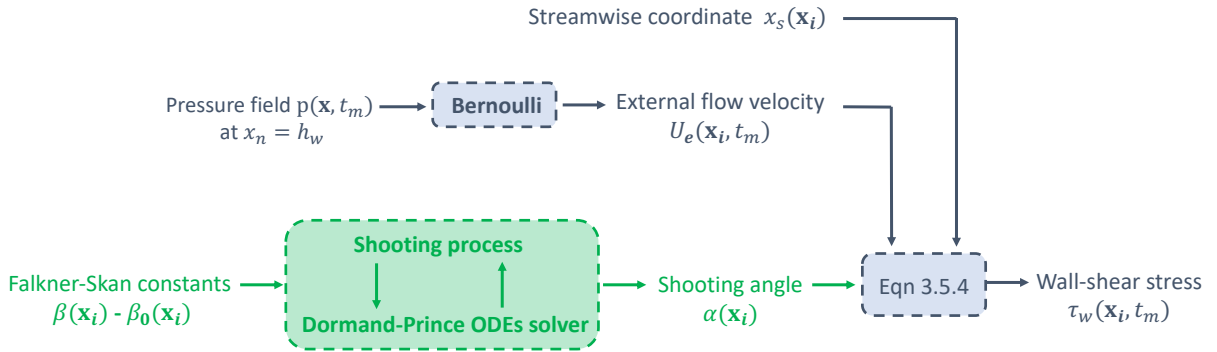 Streamwise coordinate x_s(𝐱_𝒊)
Pressure field p(𝐱, t_m)
at x_n = h_w
Bernoulli
External flow velocity
U_𝒆(𝐱_𝒊, t_m)
Shooting process
Dormand-Prince ODEs solver
Falkner-Skan constants
β(𝐱_𝒊) - β_𝟎(𝐱_𝒊)
Shooting angle
α(𝐱_𝒊)
Eqn 3.5.4
Wall-shear stress
τ_w(𝐱_𝒊, t_m)